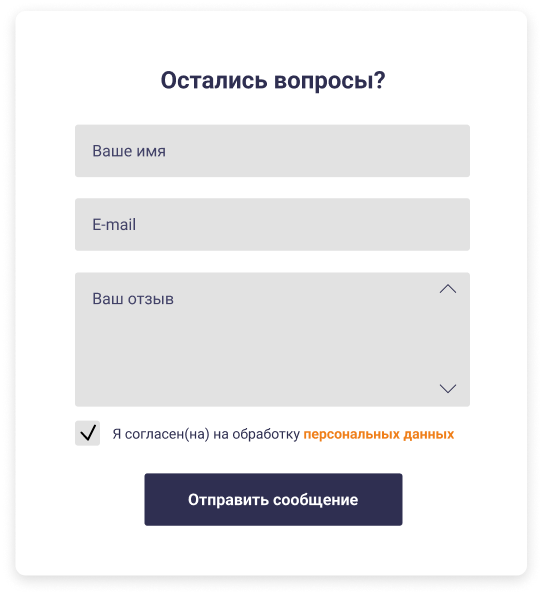 Остались вопросы?
Ваше имя
E-mail
Ваш отзыв
Я согласен(на) на обработку персональных данных
Отправить сообщение